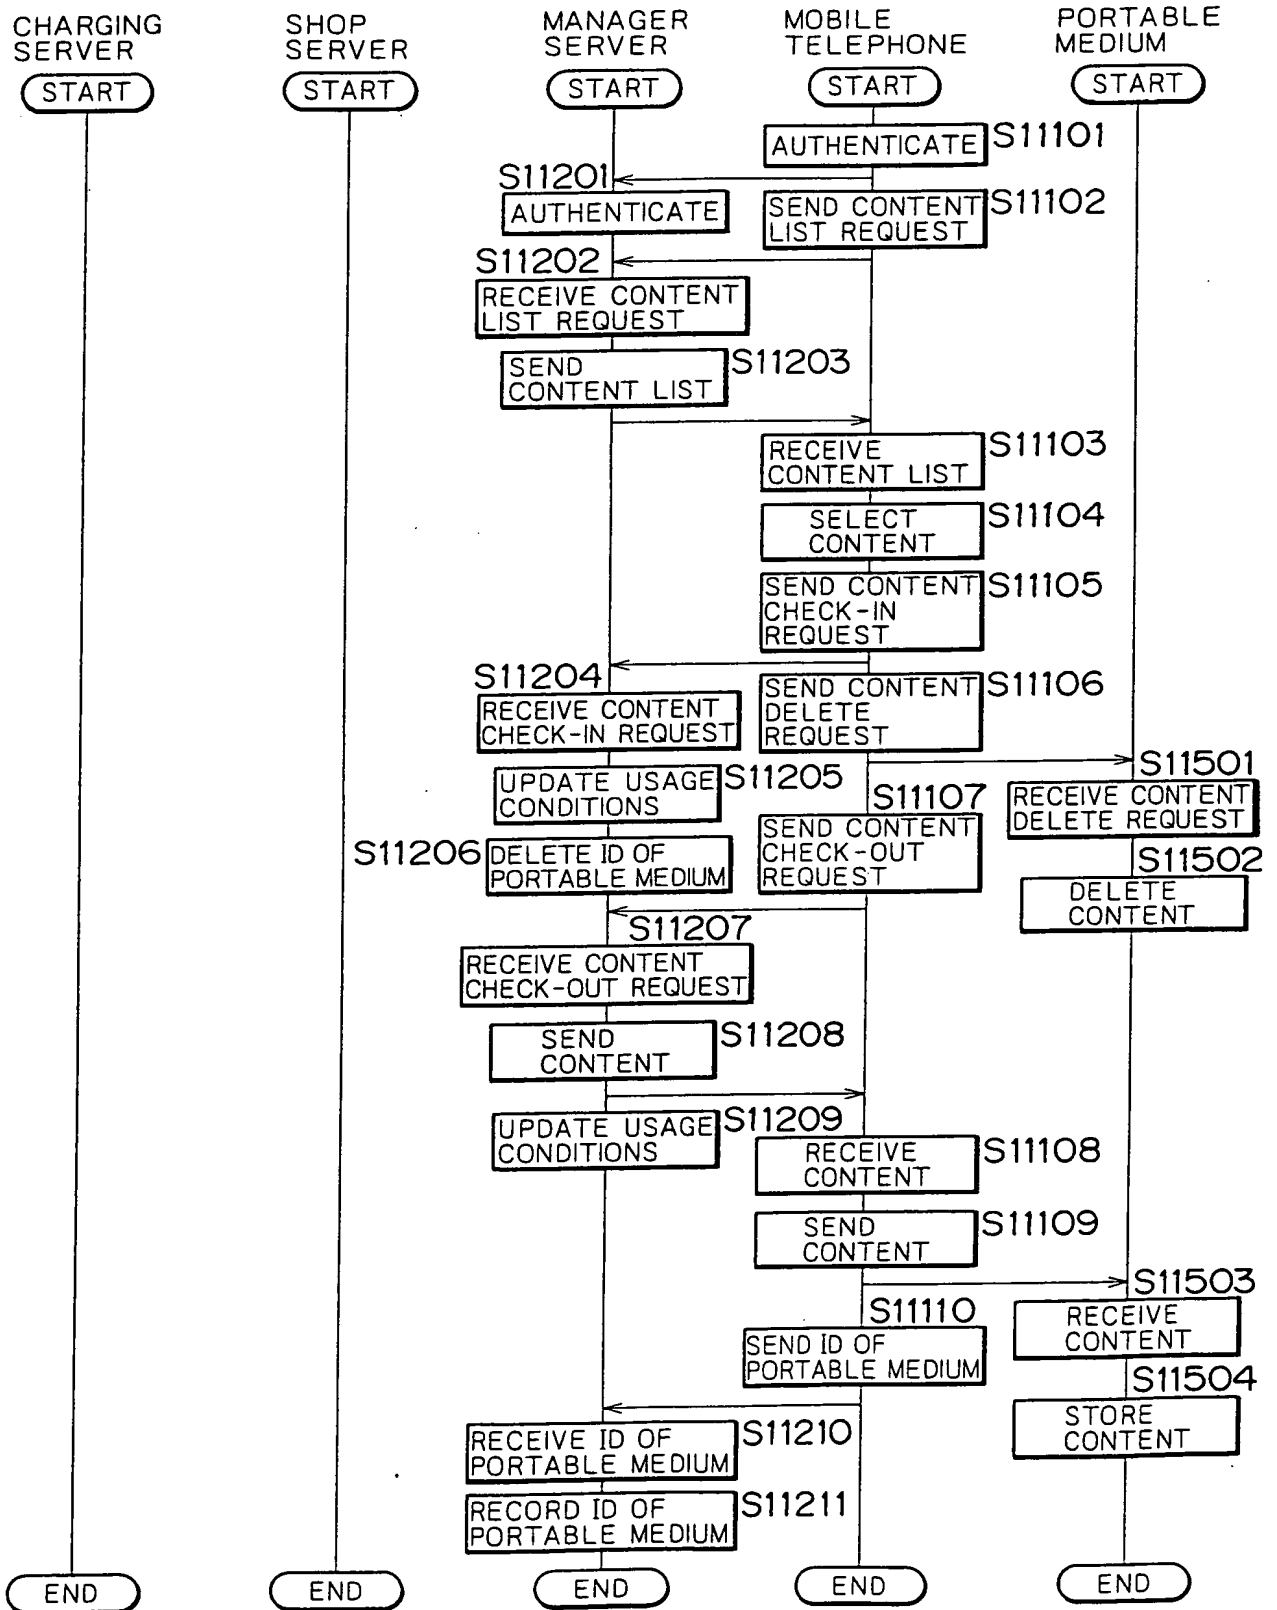 CHARGING
SERVER
SHOP
SERVER
MANAGER
SERVER
MOBILE
TELEPHONE
PORTABLE
MEDIUM
START
START
START
START
START
AUTHENTICATE
S11101
S11201
AUTHENTICATE
SEND CONTENT
LIST REQUEST
S11102
S11202
RECEIVE CONTENT
LIST REQUEST
SEND
CONTENT LIST
S11203
RECEIVE
CONTENT LIST
S11103
SELECT
CONTENT
S11104
SEND CONTENT
CHECK-IN
REQUEST
S11105
S11204
RECEIVE CONTENT
CHECK-IN REQUEST
SEND CONTENT
DELETE
REQUEST
S11106
S11501
RECEIVE CONTENT
DELETE REQUEST
UPDATE USAGE
CONDITIONS
S11205
S11107
SEND CONTENT
CHECK-OUT
REQUEST
S11206
DELETE ID OF
PORTABLE MEDIUM
S11502
DELETE
CONTENT
S11207
RECEIVE CONTENT
CHECK-OUT REQUEST
SEND
CONTENT
S11208
UPDATE USAGE
CONDITIONS
S11209
RECEIVE
CONTENT
S11108
SEND
CONTENT
S11109
S11503
RECEIVE
CONTENT
S11110
SEND ID OF
PORTABLE MEDIUM
S11504
STORE
CONTENT
RECEIVE ID OF
PORTABLE MEDIUM
S11210
RECORD ID OF
PORTABLE MEDIUM
S11211
END
END
END
END
END